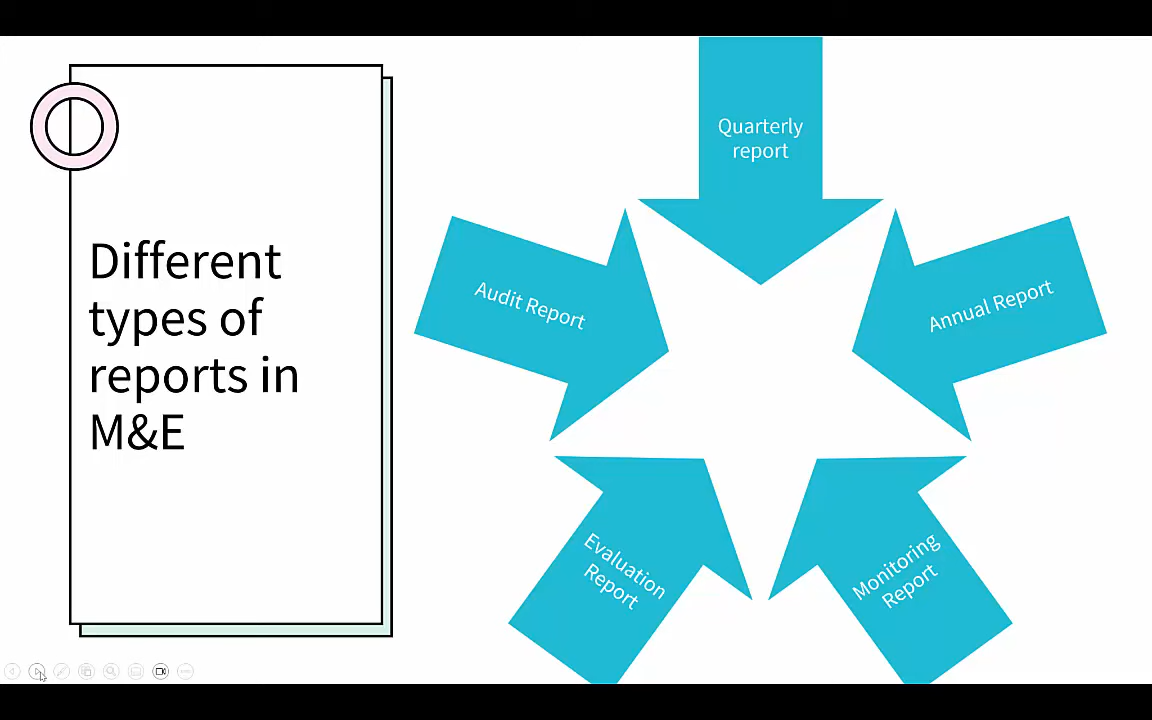 Different
types of
reports in
M&E
Quarterly
report
Annual Report
Monitoring
Report
Evaluation
Report
Audit Report